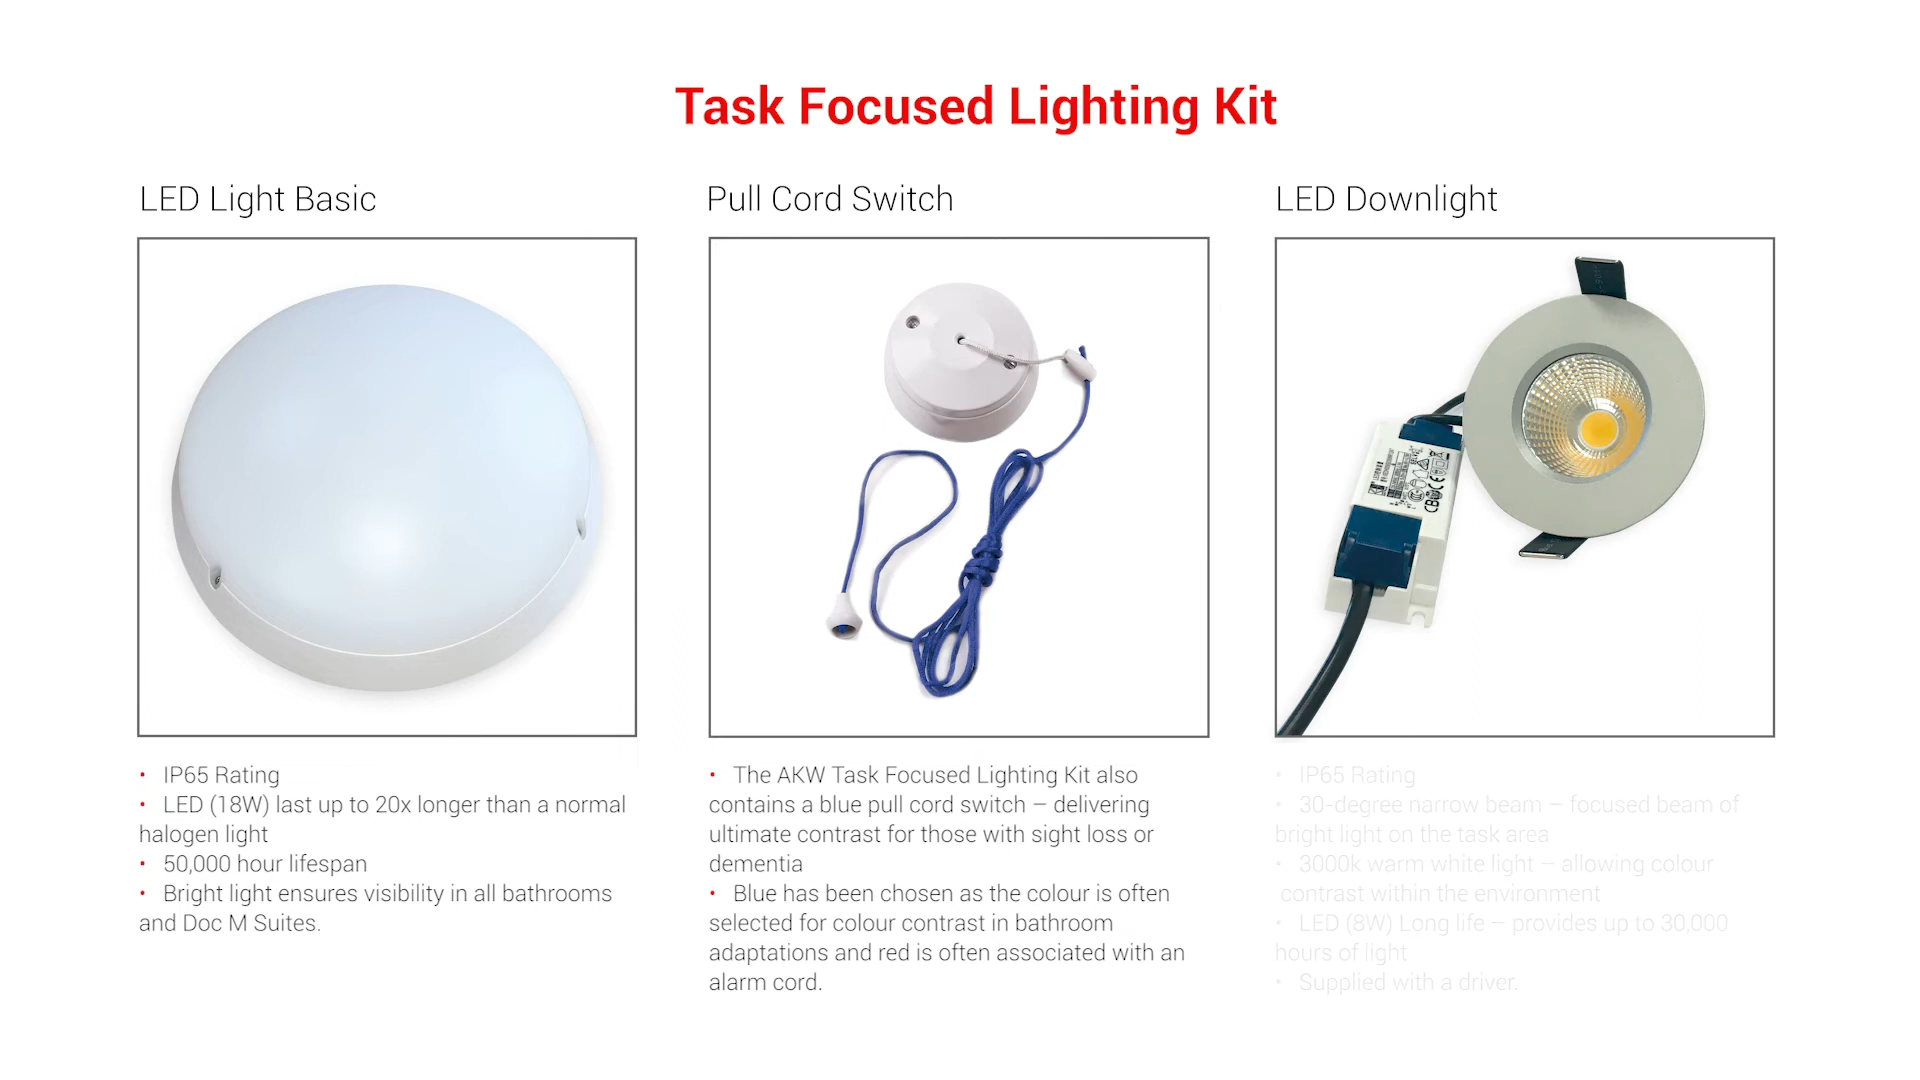 Task Focused Lighting Kit
LED Light Basic
Pull Cord Switch
LED Downlight
• IP65 Rating
• LED (18W) last up to 20x longer than a normal
halogen light
• 50,000 hour lifespan
• Bright light ensures visibility in all bathrooms
and Doc M Suites.
• The AKW Task Focused Lighting Kit also
contains a blue pull cord switch – delivering
ultimate contrast for those with sight loss or
dementia
• Blue has been chosen as the colour is often
selected for colour contrast in bathroom
adaptations and red is often associated with an
alarm cord.
• IP65 Rating
• 30-degree narrow beam – focused beam of
bright light on the task area
• 3000k warm white light – allowing colour
contrast within the environment
• LED (8W) Long life – provides up to 30,000
hours of light
• Supplied with a driver.